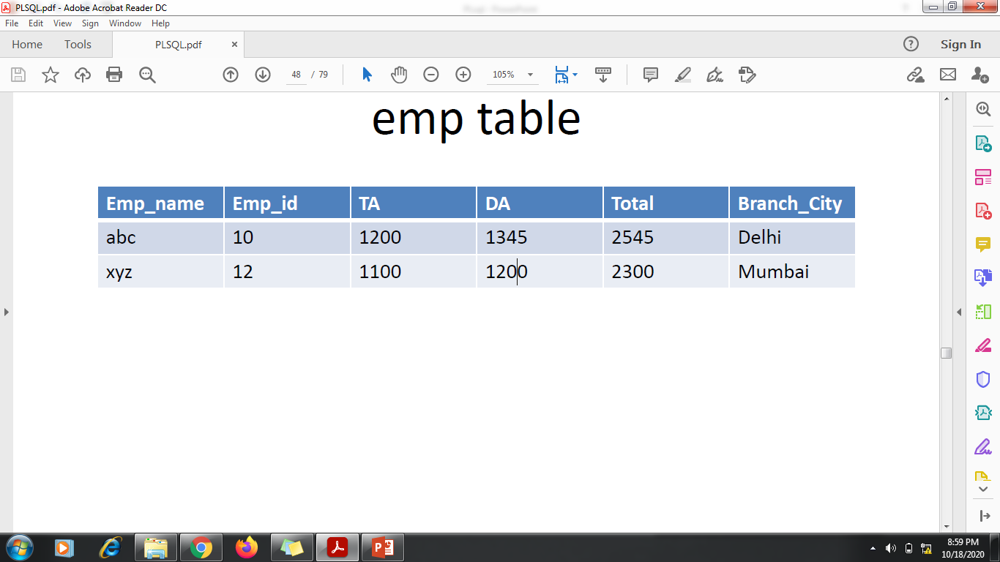 PLSQL.pdf - Adobe Acrobat Reader DC
File Edit View Sign Window Help
Home Tools PLSQL.pdf × ? Sign In
48 / 79 105%
emp table
Emp_name Emp_id TA DA Total Branch_City
abc 10 1200 1345 2545 Delhi
xyz 12 1100 1200 2300 Mumbai
8:59 PM
10/18/2020